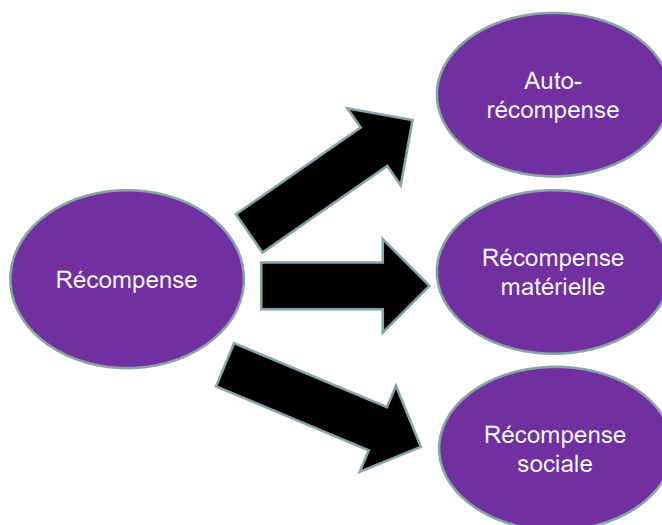 Auto-
récompense
Récompense
Récompense
matérielle
Récompense
sociale